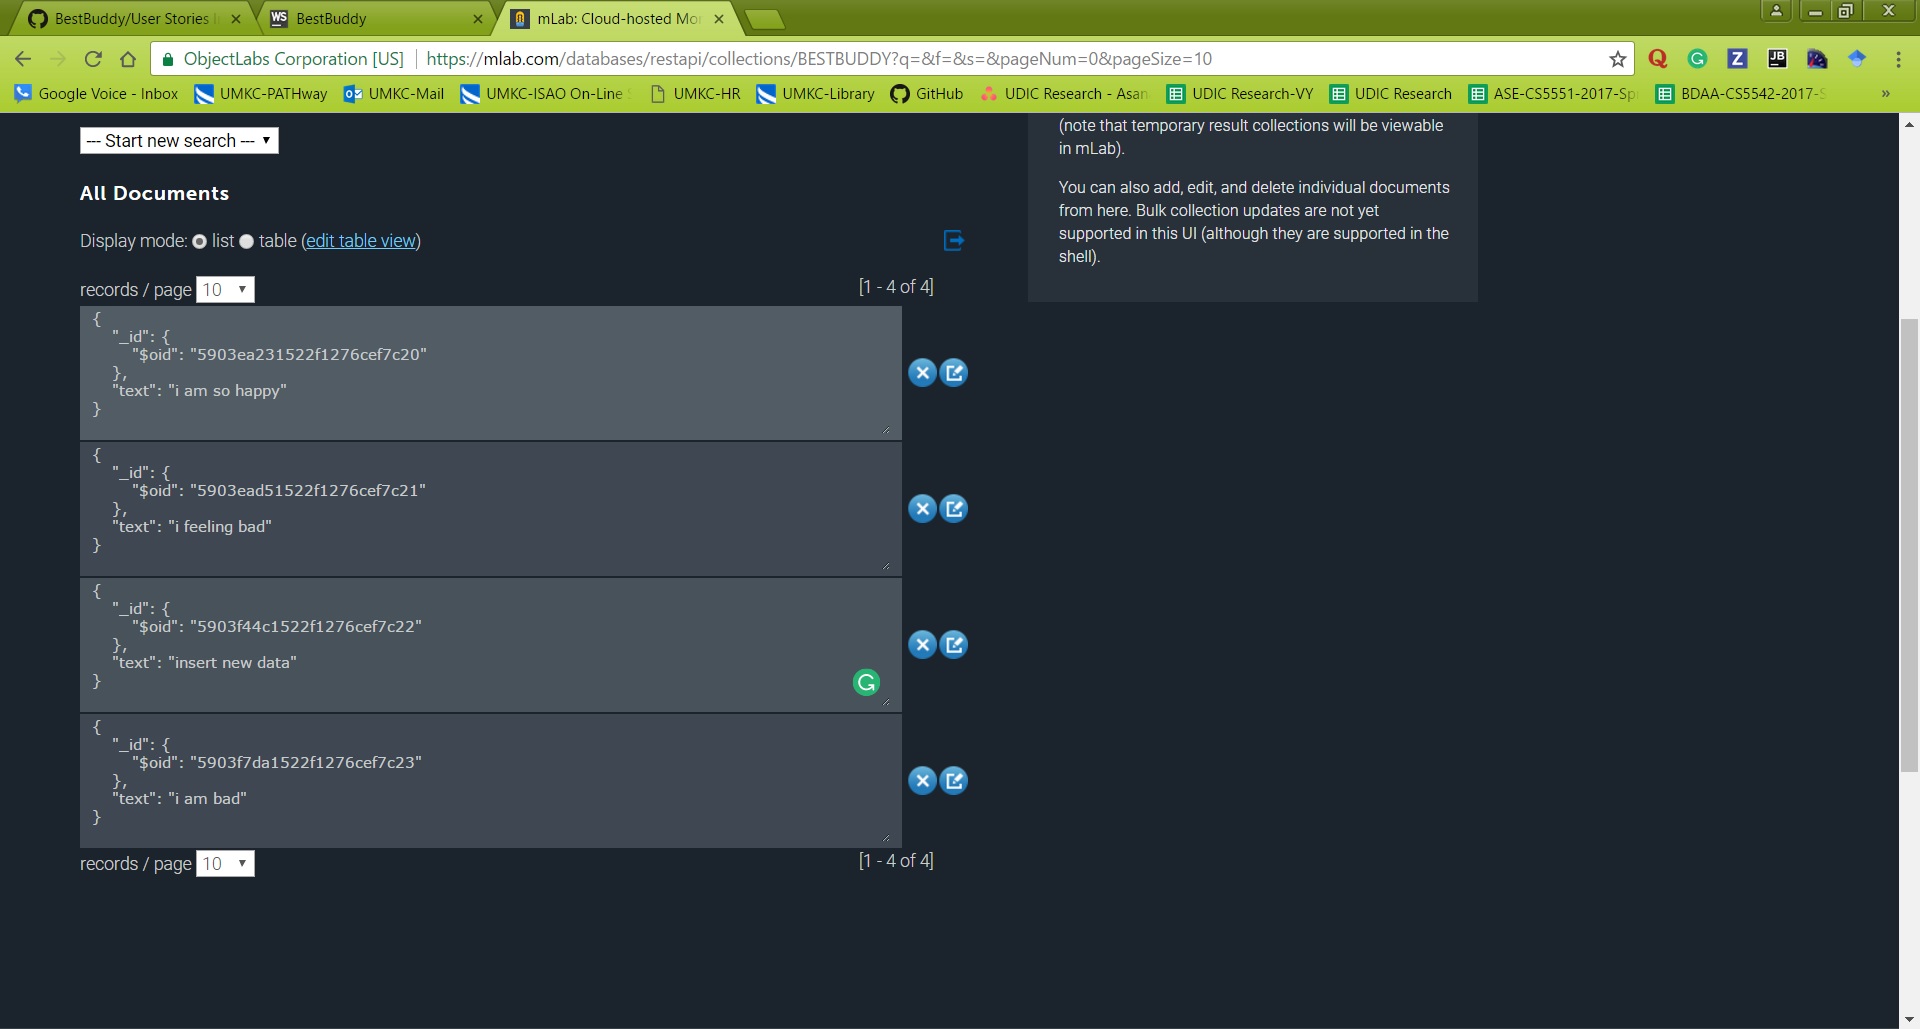 BestBuddy/User Stories
WS BestBuddy
mLab: Cloud-hosted Mo
ObjectLabs Corporation [US] https://mlab.com/databases/restapi/collections/BESTBUDDY?q=&f=&s=&pageNum=0&pageSize=10
Google Voice - Inbox UMKC-PATHway UMKC-Mail UMKC-ISAO On-Line UMKC-HR UMKC-Library GitHub UDIC Research - Asan UDIC Research-VY UDIC Research ASE-CS5551-2017-Sp BDAA-CS5542-2017-S »
--- Start new search ---
All Documents
Display mode: list table (edit table view)
records / page 10
[1 - 4 of 4]
{
"_id": {
"$oid": "5903ea231522f1276cef7c20"
},
"text": "i am so happy"
}
{
"_id": {
"$oid": "5903ead51522f1276cef7c21"
},
"text": "i feeling bad"
}
{
"_id": {
"$oid": "5903f44c1522f1276cef7c22"
},
"text": "insert new data"
}
{
"_id": {
"$oid": "5903f7da1522f1276cef7c23"
},
"text": "i am bad"
}
records / page 10
[1 - 4 of 4]
(note that temporary result collections will be viewable
in mLab).
You can also add, edit, and delete individual documents
from here. Bulk collection updates are not yet
supported in this UI (although they are supported in the
shell).